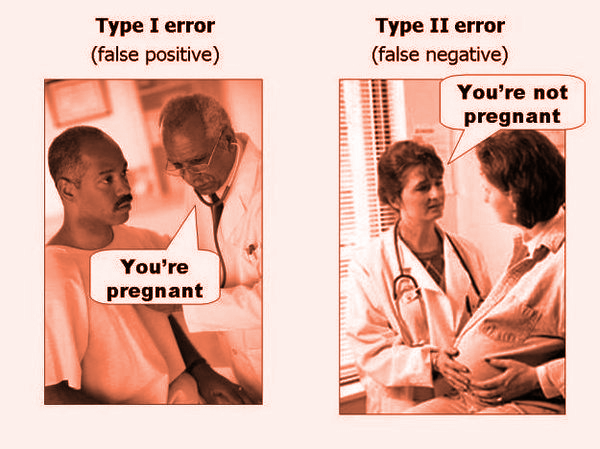 Type I error
(false positive)
You're
pregnant
Type II error
(false negative)
You're not
pregnant